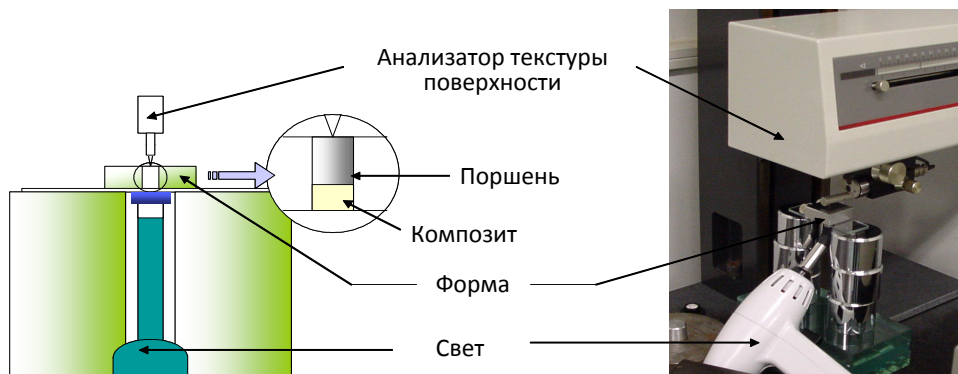 Анализатор текстуры
поверхности
Поршень
Композит
Форма
Свет